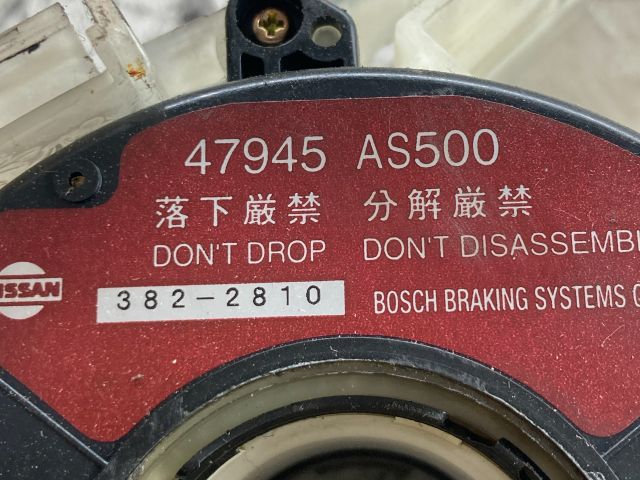 47945 AS500
落下厳禁 分解厳禁
DON'T DROP DON'T DISASSEMBL
NISSAN 382-2810 BOSCH BRAKING SYSTEMS C